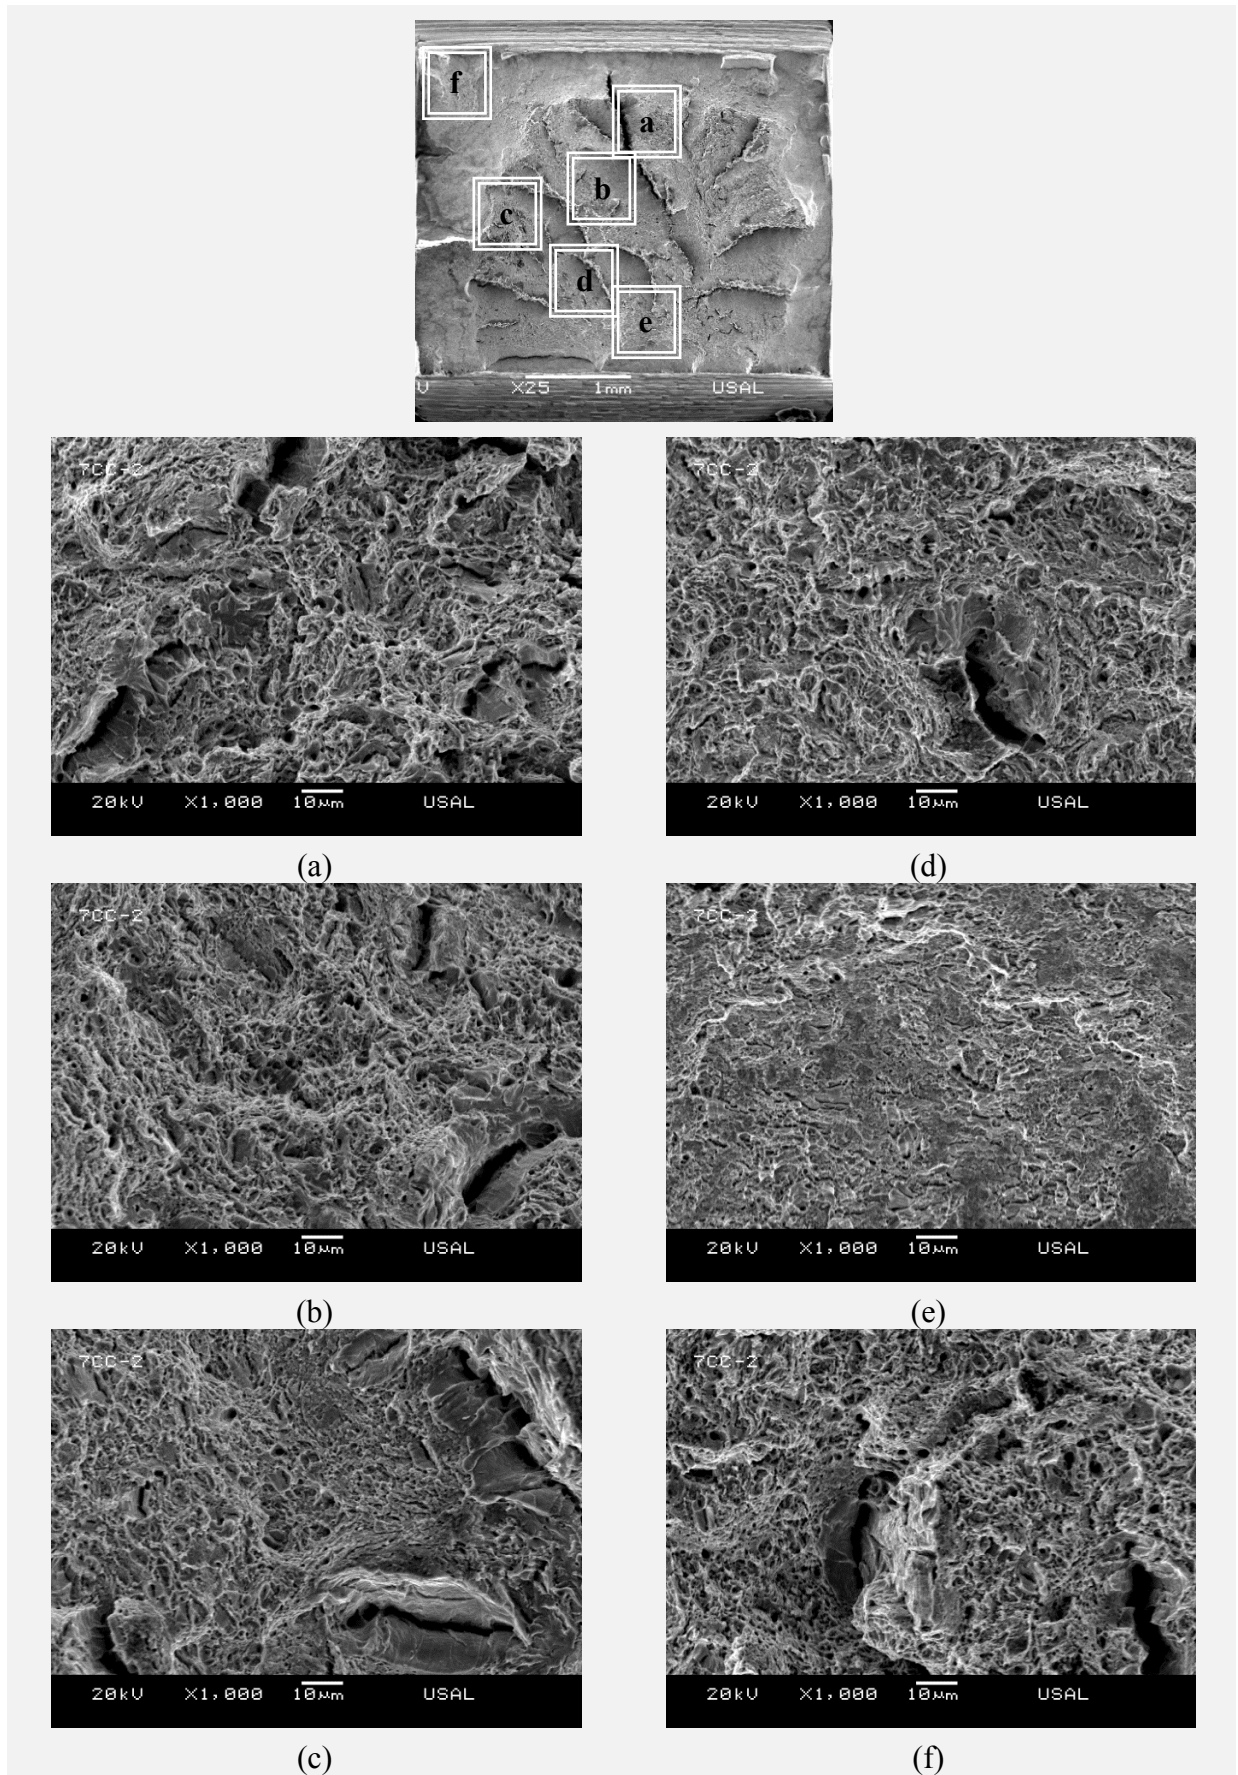 f
a
b
c
d
e
V X25 1mm USAL
7CC-2
20kV X1,000 10µm USAL
(a)
7CC-2
20kV X1,000 10µm USAL
(d)
7CC-2
20kV X1,000 10µm USAL
(b)
7CC-2
20kV X1,000 10µm USAL
(e)
7CC-2
20kV X1,000 10µm USAL
(c)
7CC-2
20kV X1,000 10µm USAL
(f)